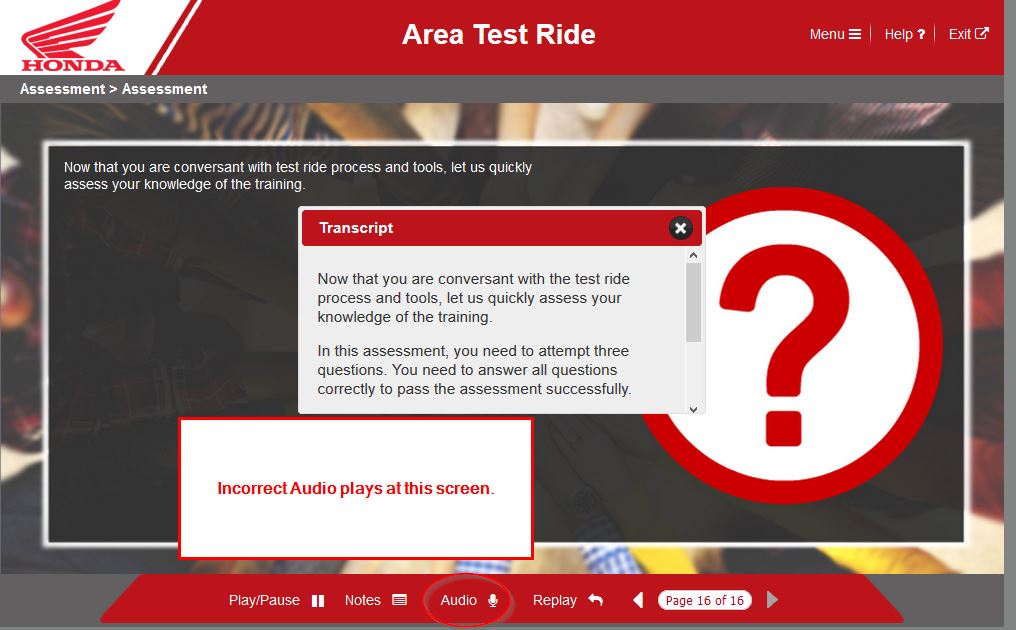 HONDA
Area Test Ride
Menu
Help ?
Exit
Assessment > Assessment
Now that you are conversant with test ride process and tools, let us quickly
assess your knowledge of the training.
Transcript
Now that you are conversant with the test ride
process and tools, let us quickly assess your
knowledge of the training.
In this assessment, you need to attempt three
questions. You need to answer all questions
correctly to pass the assessment successfully.
?
Incorrect Audio plays at this screen.
Play/Pause
Notes
Audio
Replay
Page 16 of 16